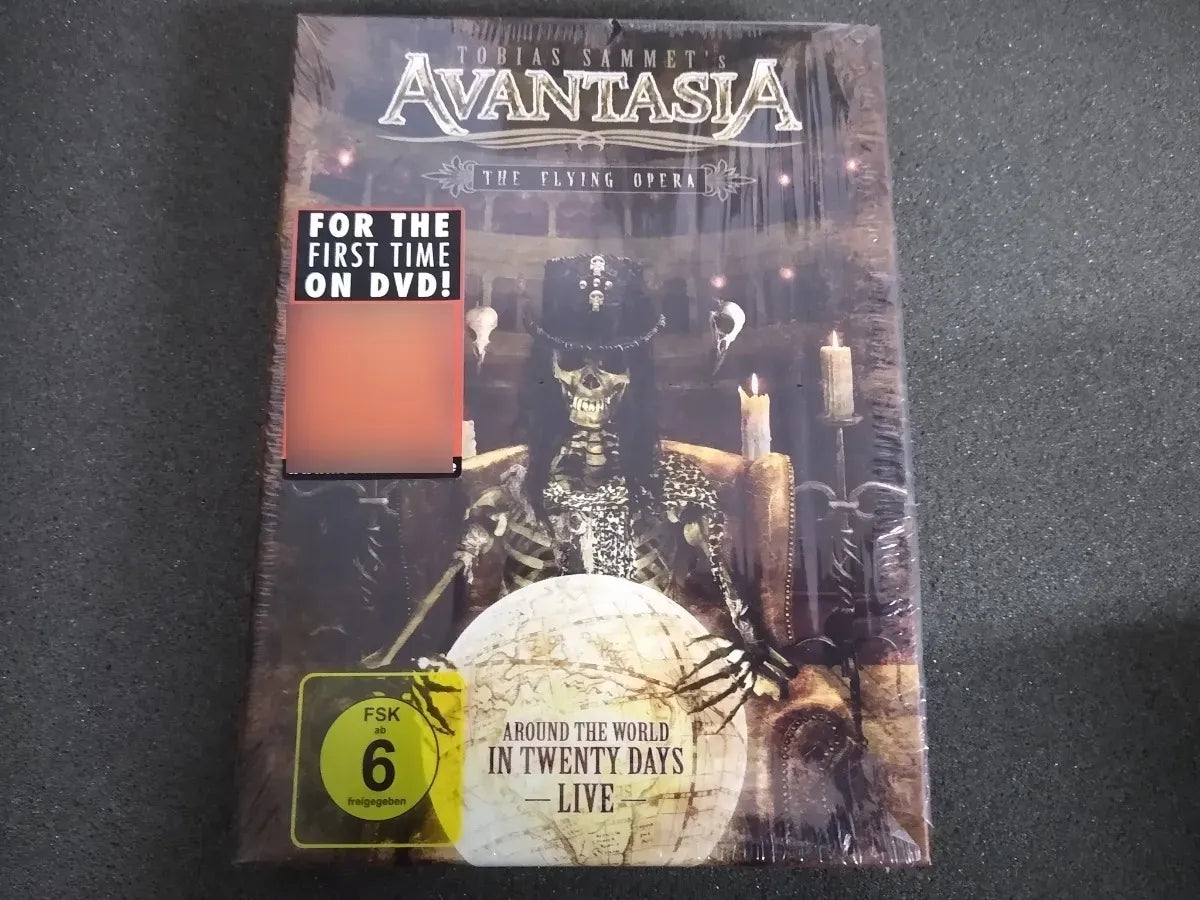 TOBIAS SAMMET's
AVANTASIA
THE FLYING OPERA
FOR THE
FIRST TIME
ON DVD!
FSK
ab
6
freigegeben
AROUND THE WORLD
IN TWENTY DAYS
— LIVE —